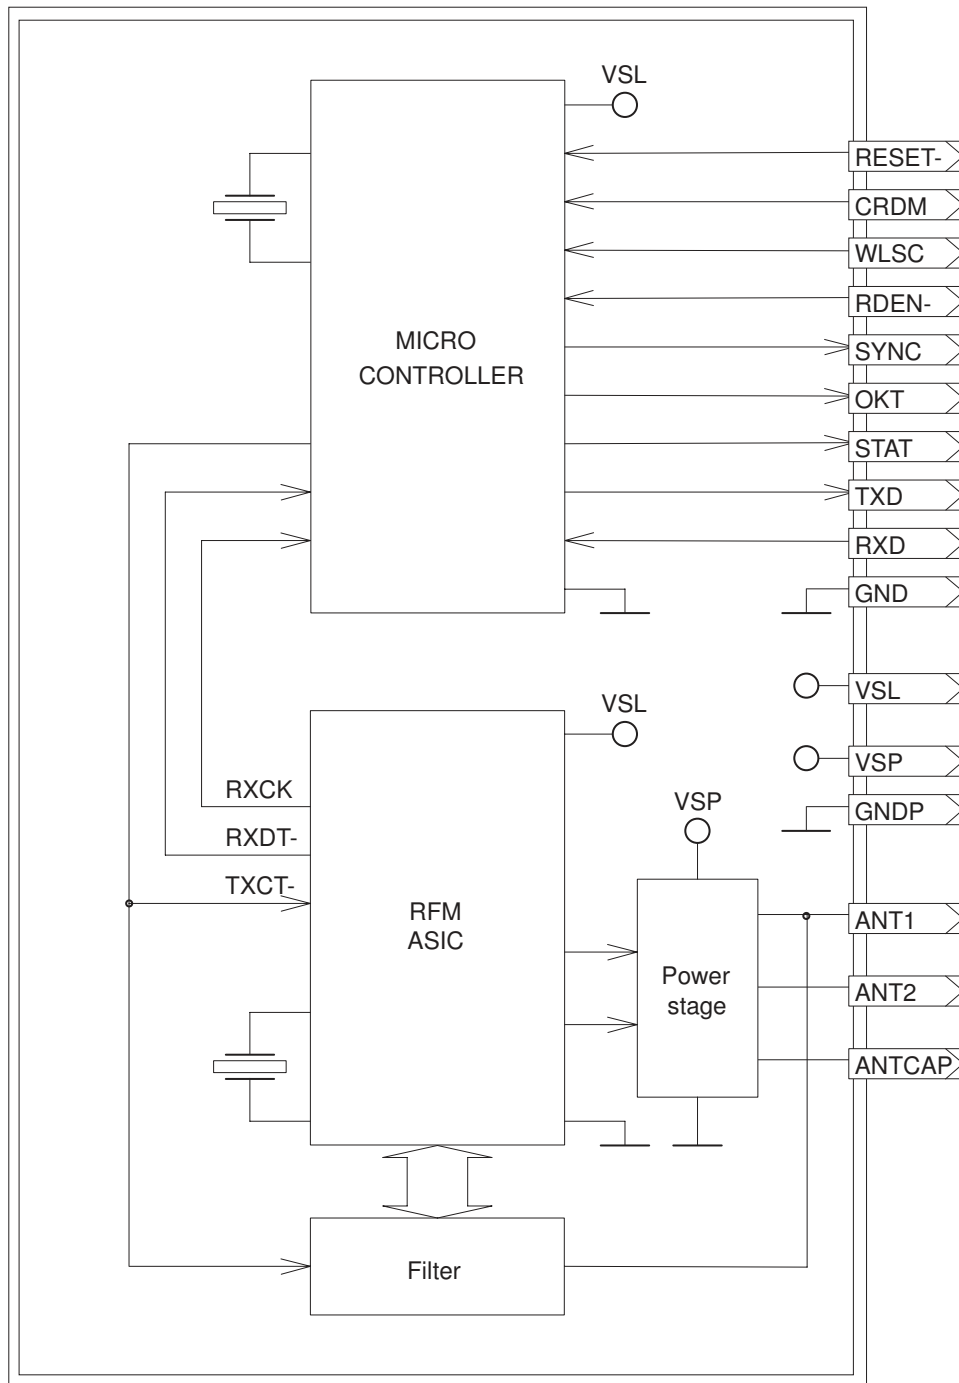 VSL
RESET-
CRDM
WLSC
RDEN-
MICRO
CONTROLLER
SYNC
OKT
STAT
TXD
RXD
GND
VSL
VSL
VSP
VSP
GNDP
RXCK
RXDT-
TXCT-
RFM
ASIC
Power
stage
ANT1
ANT2
ANTCAP
Filter